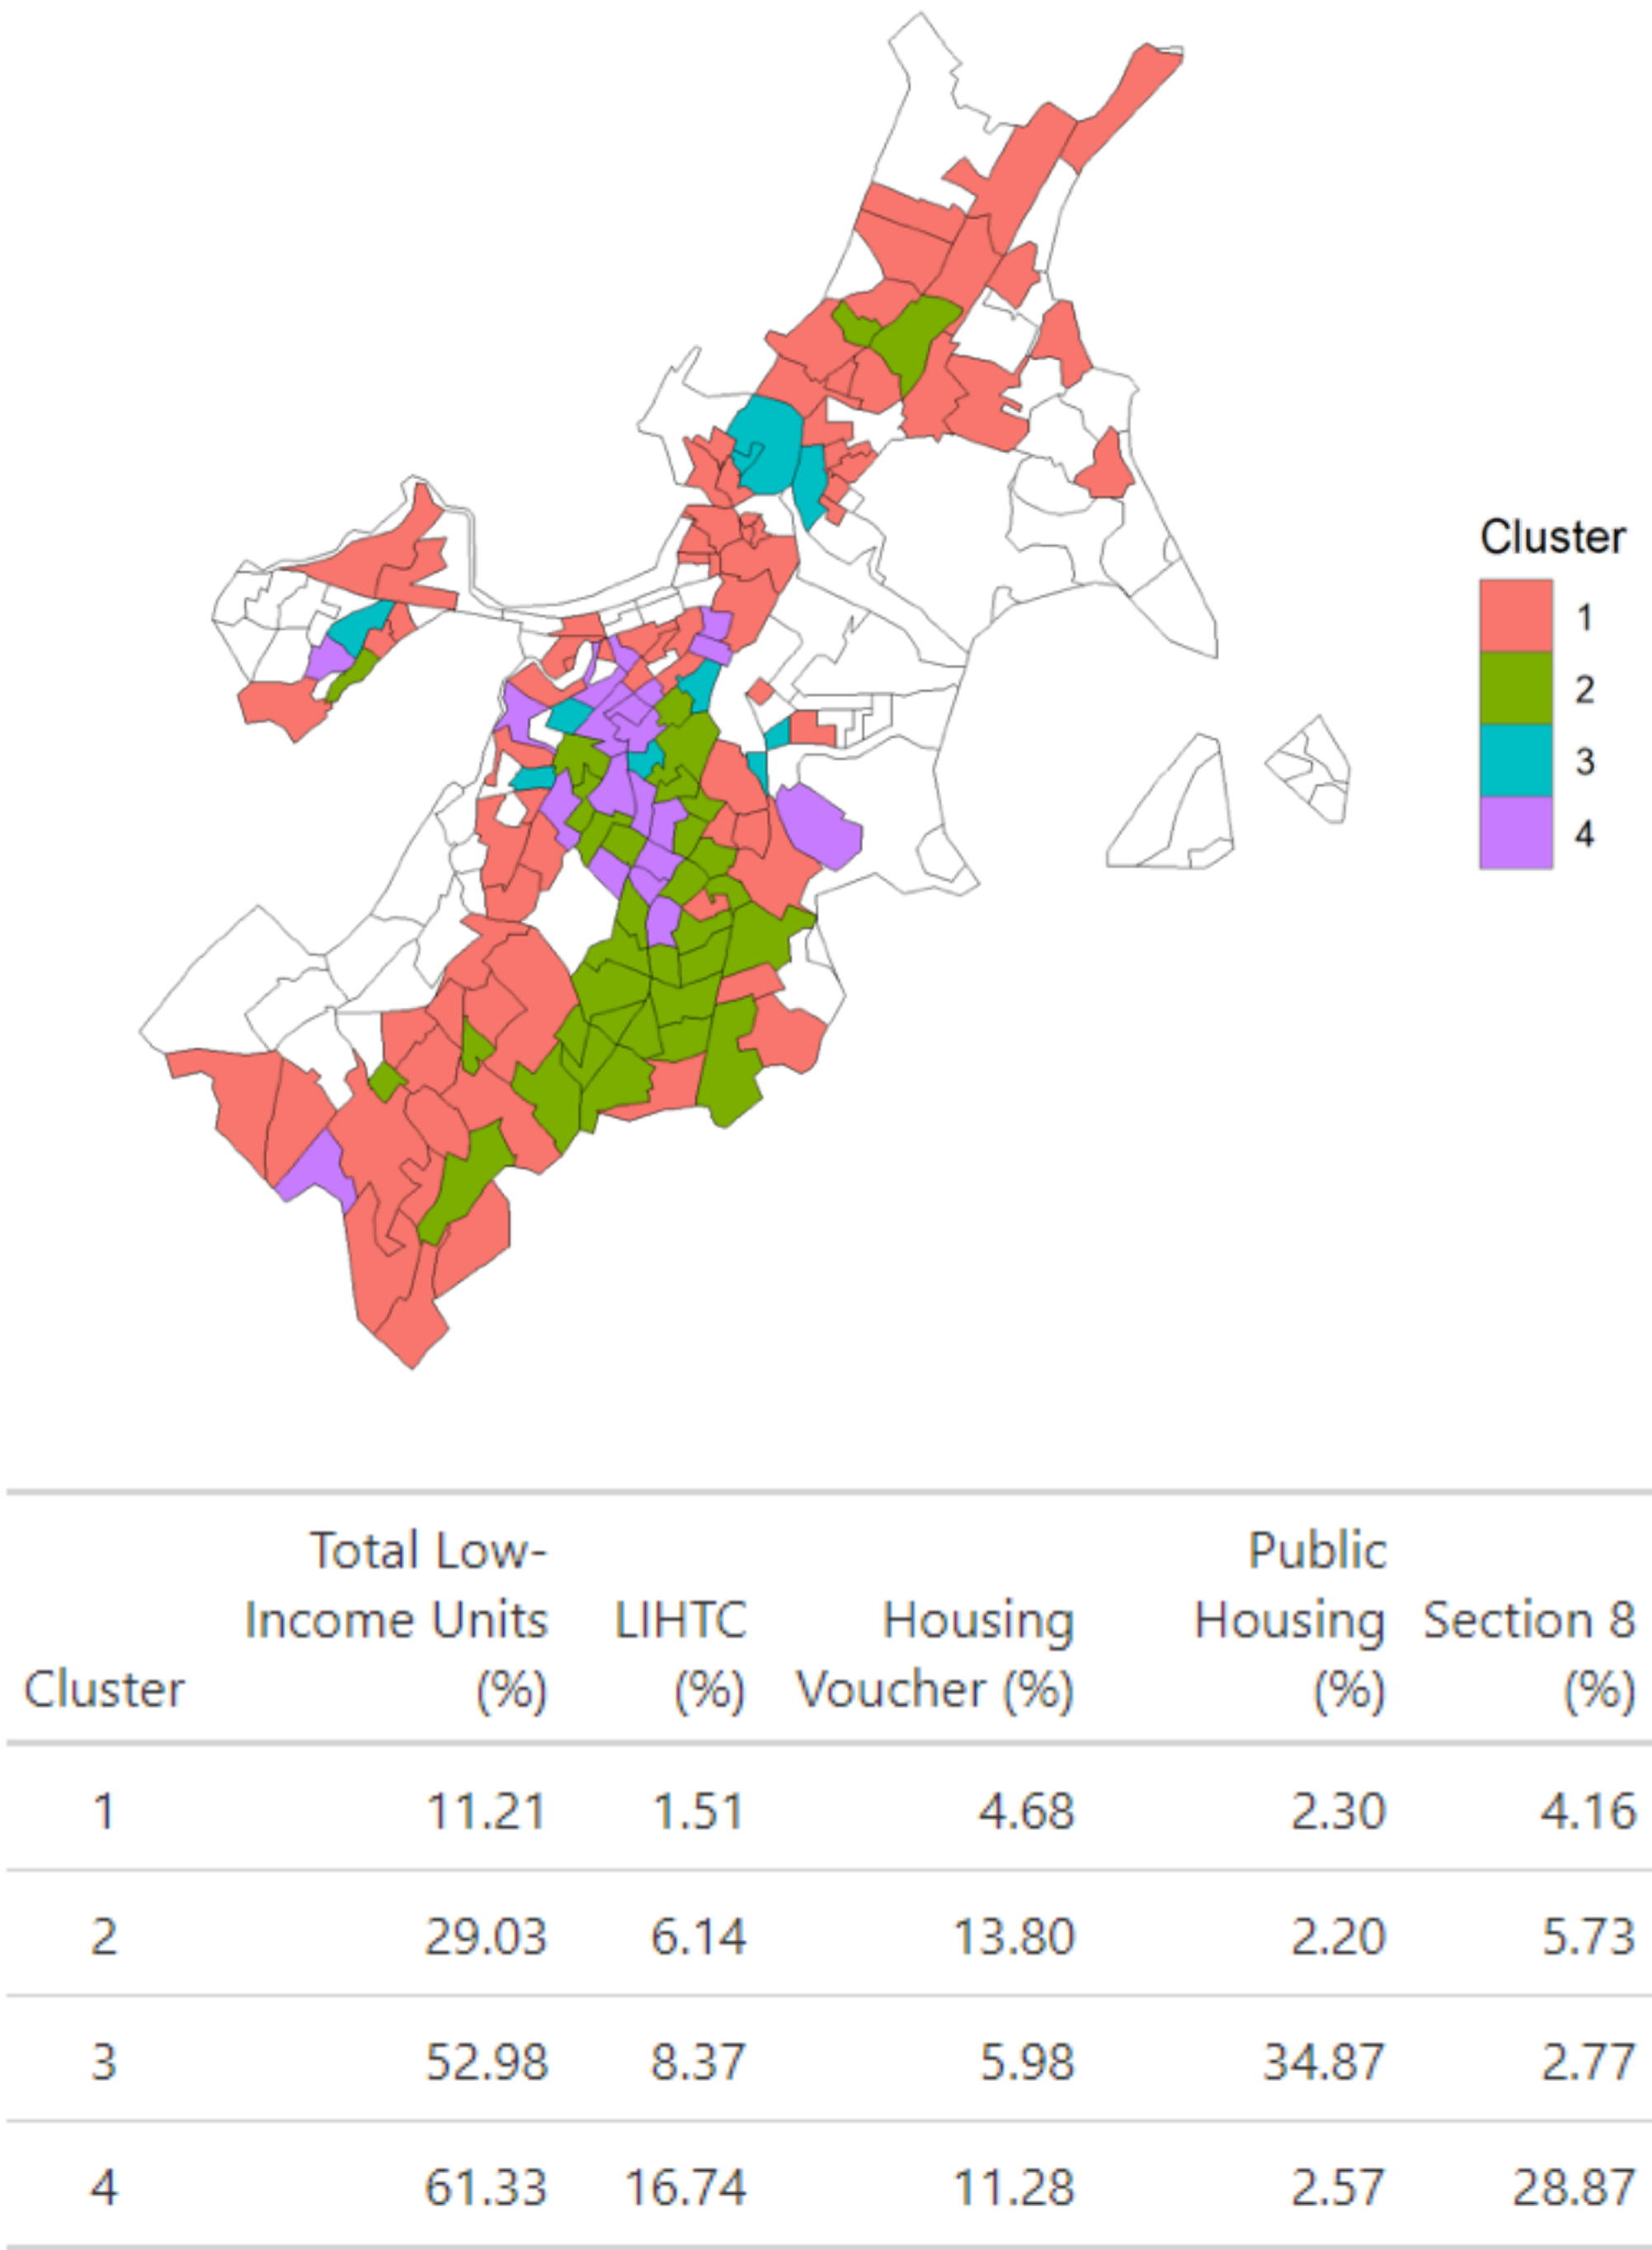 Cluster
1
2
3
4
Total Low-
Income Units
(%)
LIHTC
(%)
Housing
Voucher (%)
Public
Housing
(%)
Section 8
(%)
Cluster
1 11.21 1.51 4.68 2.30 4.16
2 29.03 6.14 13.80 2.20 5.73
3 52.98 8.37 5.98 34.87 2.77
4 61.33 16.74 11.28 2.57 28.87